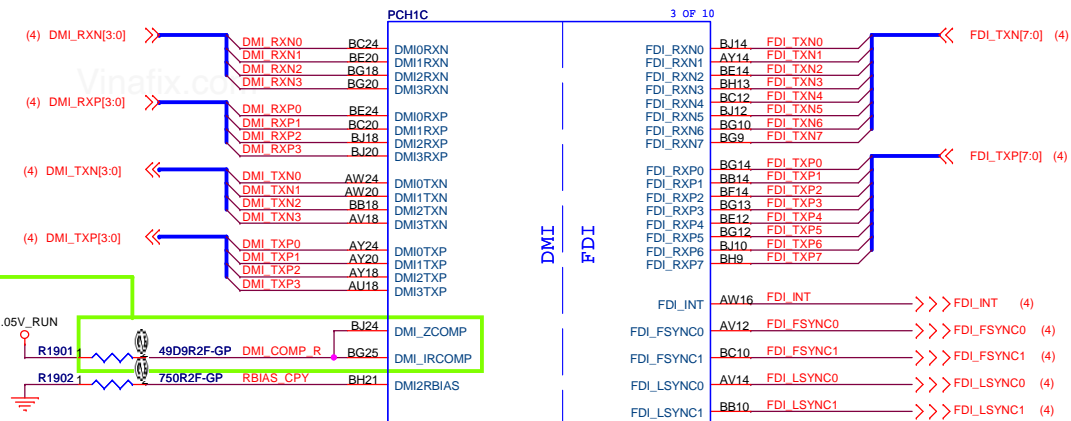 PCH1C 3 OF 10
(4) DMI_RXN[3:0]
DMI_RXN0 BC24 DMI0RXN
DMI_RXN1 BE20 DMI1RXN
DMI_RXN2 BG18 DMI2RXN
DMI_RXN3 BG20 DMI3RXN
Vinafix.co
(4) DMI_RXP[3:0]
DMI_RXP0 BE24 DMI0RXP
DMI_RXP1 BC20 DMI1RXP
DMI_RXP2 BJ18 DMI2RXP
DMI_RXP3 BJ20 DMI3RXP
(4) DMI_TXN[3:0]
DMI_TXN0 AW24 DMI0TXN
DMI_TXN1 AW20 DMI1TXN
DMI_TXN2 BB18 DMI2TXN
DMI_TXN3 AV18 DMI3TXN
(4) DMI_TXP[3:0]
DMI_TXP0 AY24 DMI0TXP
DMI_TXP1 AY20 DMI1TXP
DMI_TXP2 AY18 DMI2TXP
DMI_TXP3 AU18 DMI3TXP
.05V_RUN
BJ24 DMI_ZCOMP
R1901 1 49D9R2F-GP DMI_COMP_R BG25 DMI_IRCOMP
R1902 1 750R2F-GP RBIAS_CPY BH21 DMI2RBIAS
DMI
FDI
FDI_TXN[7:0] (4)
FDI_RXN0 BJ14 FDI_TXN0
FDI_RXN1 AY14 FDI_TXN1
FDI_RXN2 BE14 FDI_TXN2
FDI_RXN3 BH13 FDI_TXN3
FDI_RXN4 BC12 FDI_TXN4
FDI_RXN5 BJ12 FDI_TXN5
FDI_RXN6 BG10 FDI_TXN6
FDI_RXN7 BG9 FDI_TXN7
FDI_TXP[7:0] (4)
FDI_RXP0 BG14 FDI_TXP0
FDI_RXP1 BB14 FDI_TXP1
FDI_RXP2 BF14 FDI_TXP2
FDI_RXP3 BG13 FDI_TXP3
FDI_RXP4 BE12 FDI_TXP4
FDI_RXP5 BG12 FDI_TXP5
FDI_RXP6 BJ10 FDI_TXP6
FDI_RXP7 BH9 FDI_TXP7
FDI_INT AW16 FDI_INT FDI_INT (4)
FDI_FSYNC0 AV12 FDI_FSYNC0 FDI_FSYNC0 (4)
FDI_FSYNC1 BC10 FDI_FSYNC1 FDI_FSYNC1 (4)
FDI_LSYNC0 AV14 FDI_LSYNC0 FDI_LSYNC0 (4)
FDI_LSYNC1 BB10 FDI_LSYNC1 FDI_LSYNC1 (4)